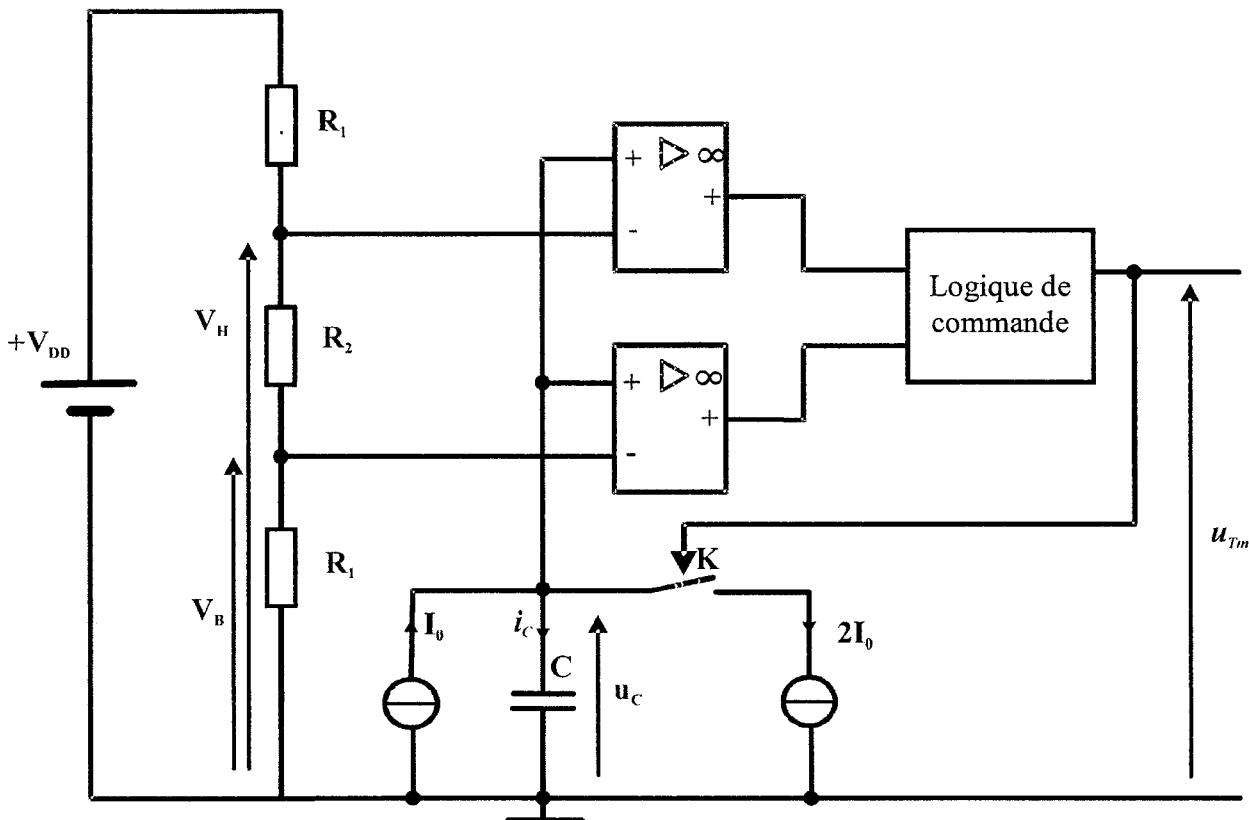 R₁
+ ▷ ∞
+
-
V_H
R₂
+V_DD
Logique de
commande
+ ▷ ∞
+
-
u_Tm
K
R₁
V_B
I₀
i_C
2I₀
C
u_C